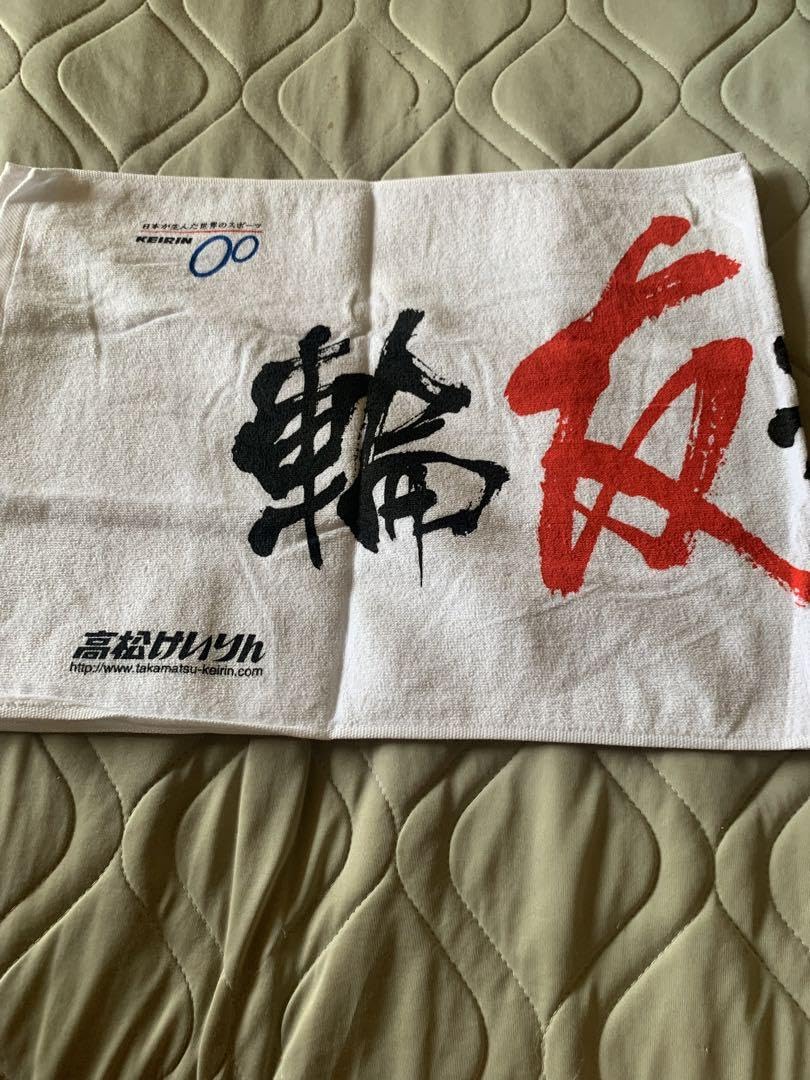 日本が生んだ世界のスポーツ
KEIRIN
輪
高松けいりん
http://www.takamatsu-keirin.com